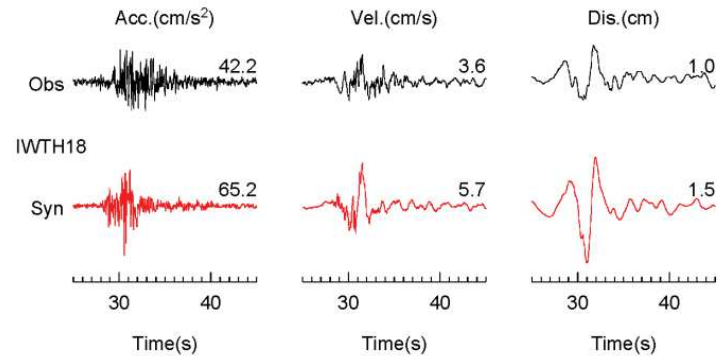 Acc.(cm/s²) Vel.(cm/s) Dis.(cm)
Obs 42.2 3.6 1.0
IWTH18
Syn 65.2 5.7 1.5
30 40 30 40 30 40
Time(s) Time(s) Time(s)